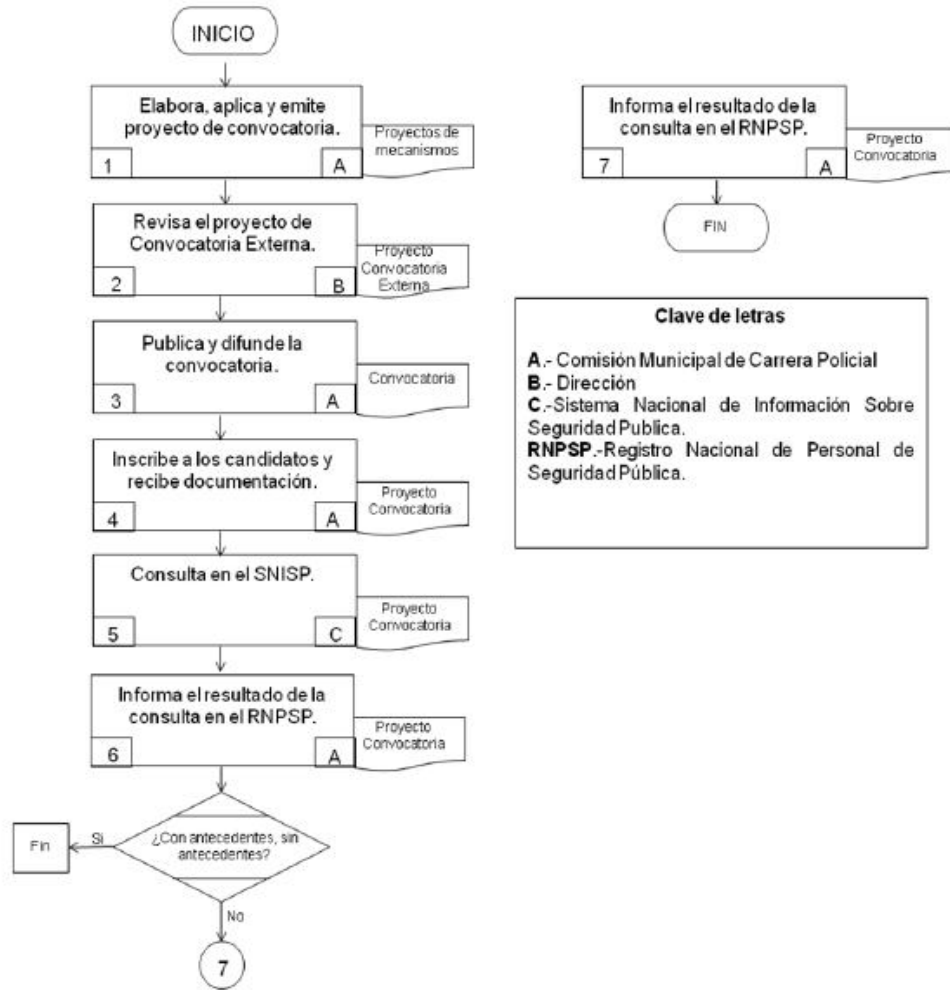 INICIO
Elabora, aplica y emite
proyecto de convocatoria.
1
A
Proyectos de
mecanismos
Revisa el proyecto de
Convocatoria Externa.
2
B
Proyecto
Convocatoria
Externa
Publica y difunde la
convocatoria.
3
A
Convocatoria
Inscribe a los candidatos y
recibe documentación.
4
A
Proyecto
Convocatoria
Consulta en el SNISP.
5
C
Proyecto
Convocatoria
Informa el resultado de la
consulta en el RNPSP.
6
A
Proyecto
Convocatoria
¿Con antecedentes, sin
antecedentes?
Si
Fin
No
7
Informa el resultado de la
consulta en el RNPSP.
7
A
Proyecto
Convocatoria
FIN
Clave de letras
A.- Comisión Municipal de Carrera Policial
B.- Dirección
C.-Sistema Nacional de Información Sobre
Seguridad Publica.
RNPSP.-Registro Nacional de Personal de
Seguridad Pública.